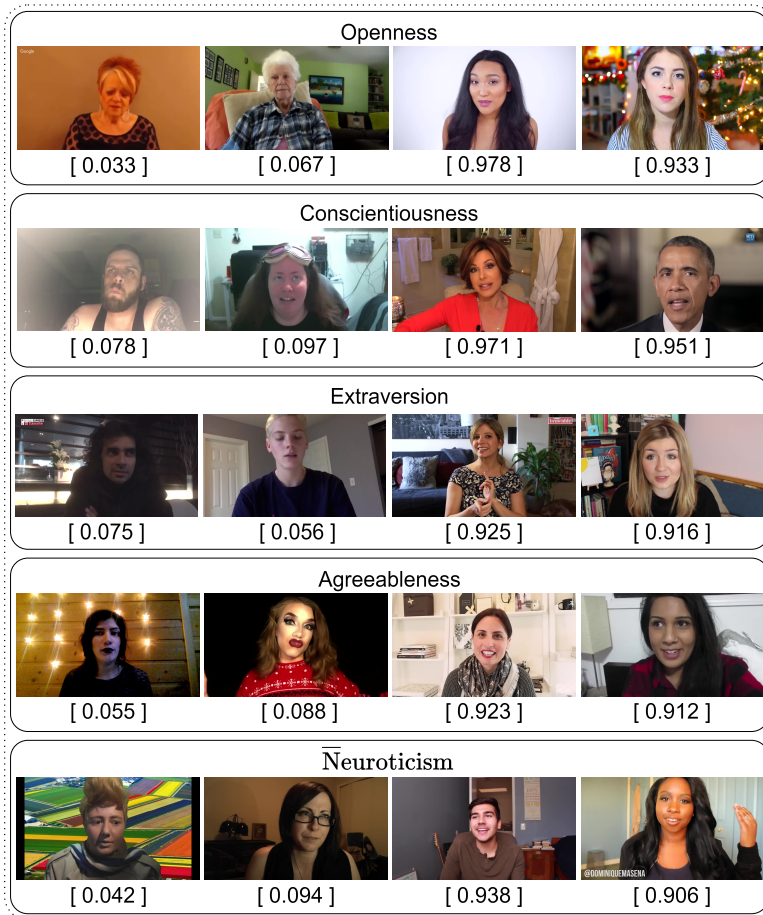 Openness
Google
[ 0.033 ] [ 0.067 ] [ 0.978 ] [ 0.933 ]
Conscientiousness
[ 0.078 ] [ 0.097 ] [ 0.971 ] [ 0.951 ]
Extraversion
[ 0.075 ] [ 0.056 ] [ 0.925 ] [ 0.916 ]
Agreeableness
[ 0.055 ] [ 0.088 ] [ 0.923 ] [ 0.912 ]
N̅euroticism
@DOMINIQUEMASENA
[ 0.042 ] [ 0.094 ] [ 0.938 ] [ 0.906 ]